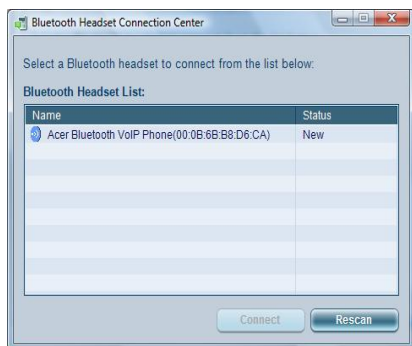 Bluetooth Headset Connection Center
Select a Bluetooth headset to connect from the list below:
Bluetooth Headset List:
Name Status
Acer Bluetooth VoIP Phone(00:0B:6B:B8:D6:CA) New
Connect Rescan